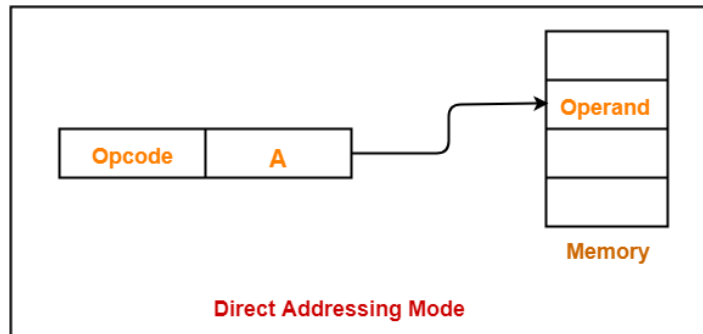 Opcode
A
Operand
Memory
Direct Addressing Mode